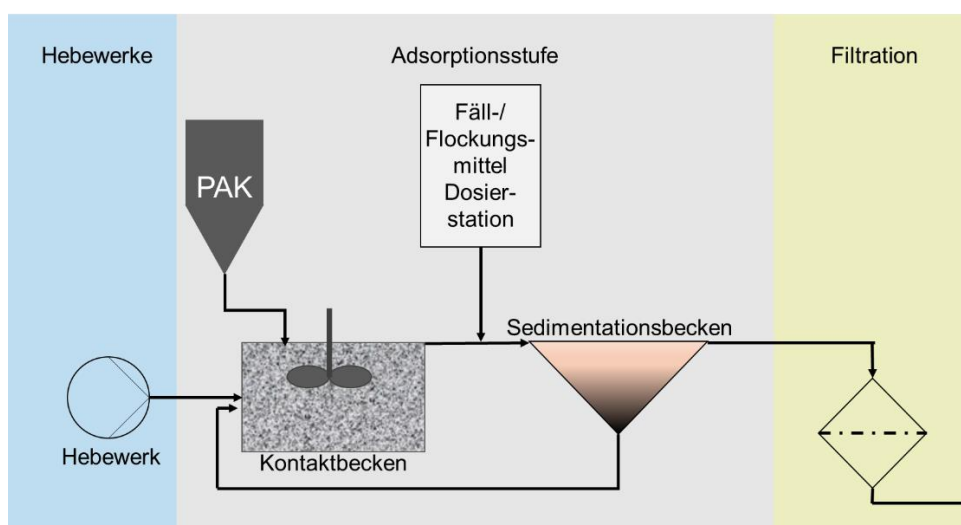 Hebewerke
Adsorptionsstufe
Filtration
Fäll-/
Flockungs-
mittel
Dosier-
station
PAK
Sedimentationsbecken
Hebewerk
Kontaktbecken